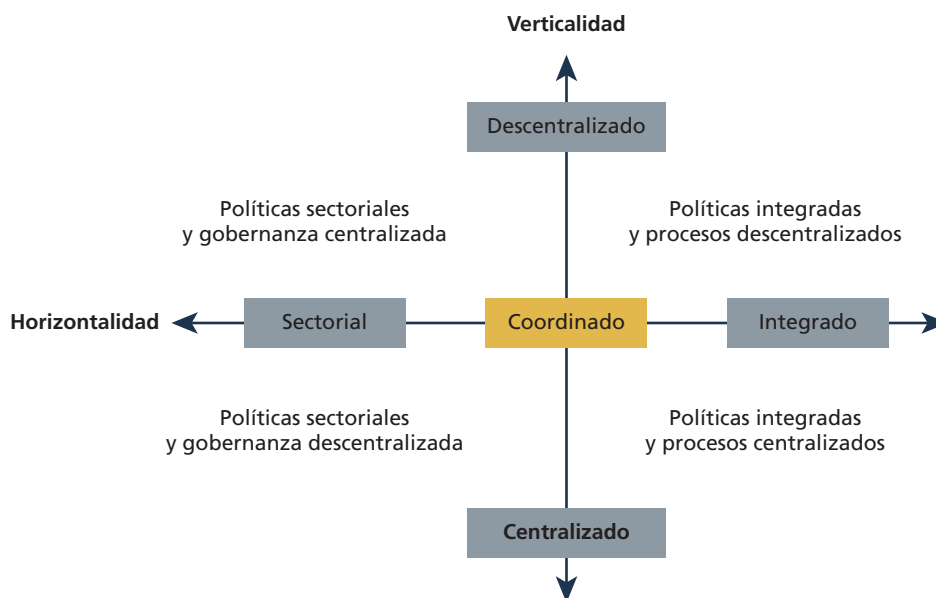 Verticalidad
Descentralizado
Políticas sectoriales
y gobernanza centralizada
Políticas integradas
y procesos descentralizados
Horizontalidad
Sectorial
Coordinado
Integrado
Políticas sectoriales
y gobernanza descentralizada
Políticas integradas
y procesos centralizados
Centralizado